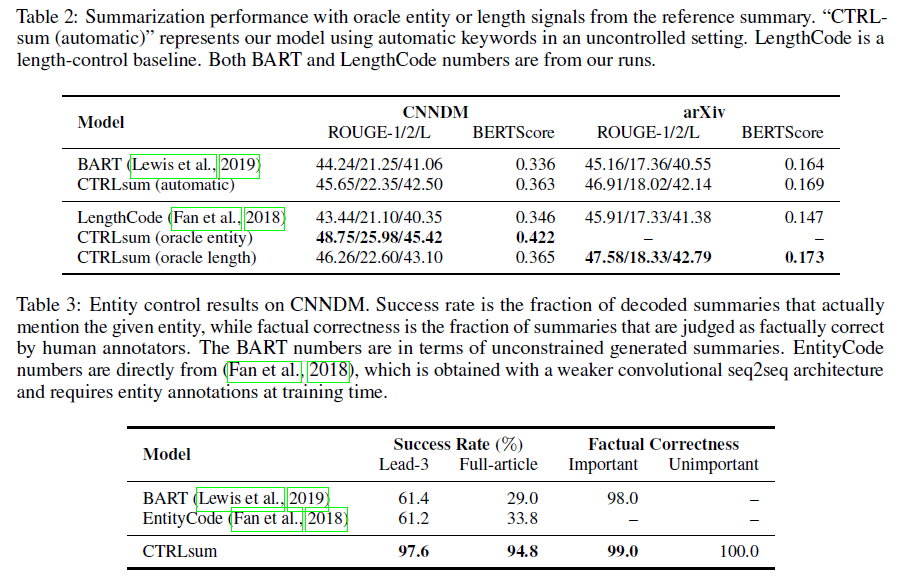 Table 2: Summarization performance with oracle entity or length signals from the reference summary. “CTRL-
sum (automatic)” represents our model using automatic keywords in an uncontrolled setting. LengthCode is a
length-control baseline. Both BART and LengthCode numbers are from our runs.
Model CNNDM arXiv
ROUGE-1/2/L BERTScore ROUGE-1/2/L BERTScore
BART (Lewis et al., 2019) 44.24/21.25/41.06 0.336 45.16/17.36/40.55 0.164
CTRLsum (automatic) 45.65/22.35/42.50 0.363 46.91/18.02/42.14 0.169
LengthCode (Fan et al., 2018) 43.44/21.10/40.35 0.346 45.91/17.33/41.38 0.147
CTRLsum (oracle entity) 48.75/25.98/45.42 0.422 – –
CTRLsum (oracle length) 46.26/22.60/43.10 0.365 47.58/18.33/42.79 0.173
Table 3: Entity control results on CNNDM. Success rate is the fraction of decoded summaries that actually
mention the given entity, while factual correctness is the fraction of summaries that are judged as factually correct
by human annotators. The BART numbers are in terms of unconstrained generated summaries. EntityCode
numbers are directly from (Fan et al., 2018), which is obtained with a weaker convolutional seq2seq architecture
and requires entity annotations at training time.
Model Success Rate (%) Factual Correctness
Lead-3 Full-article Important Unimportant
BART (Lewis et al., 2019) 61.4 29.0 98.0 –
EntityCode (Fan et al., 2018) 61.2 33.8 – –
CTRLsum 97.6 94.8 99.0 100.0